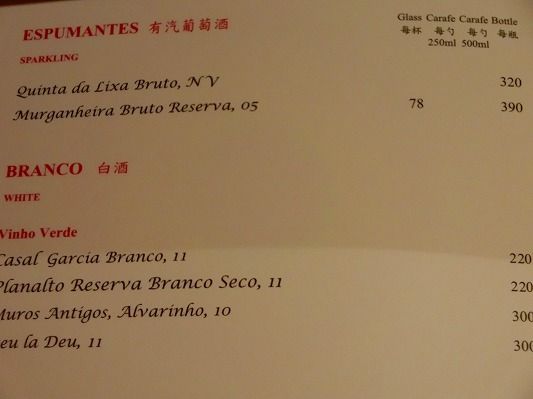 ESPUMANTES 有汽葡萄酒
Glass Carafe Carafe Bottle
每杯 每勺 每勺 每瓶
250ml 500ml
SPARKLING
Quinta da Lixa Bruto, NV 320
Murganheira Bruto Reserva, 05 78 390
BRANCO 白酒
WHITE
Vinho Verde
Casal Garcia Branco, 11 220
Planalto Reserva Branco Seco, 11 220
Muros Antigos, Alvarinho, 10 300
eu la Deu, 11 300